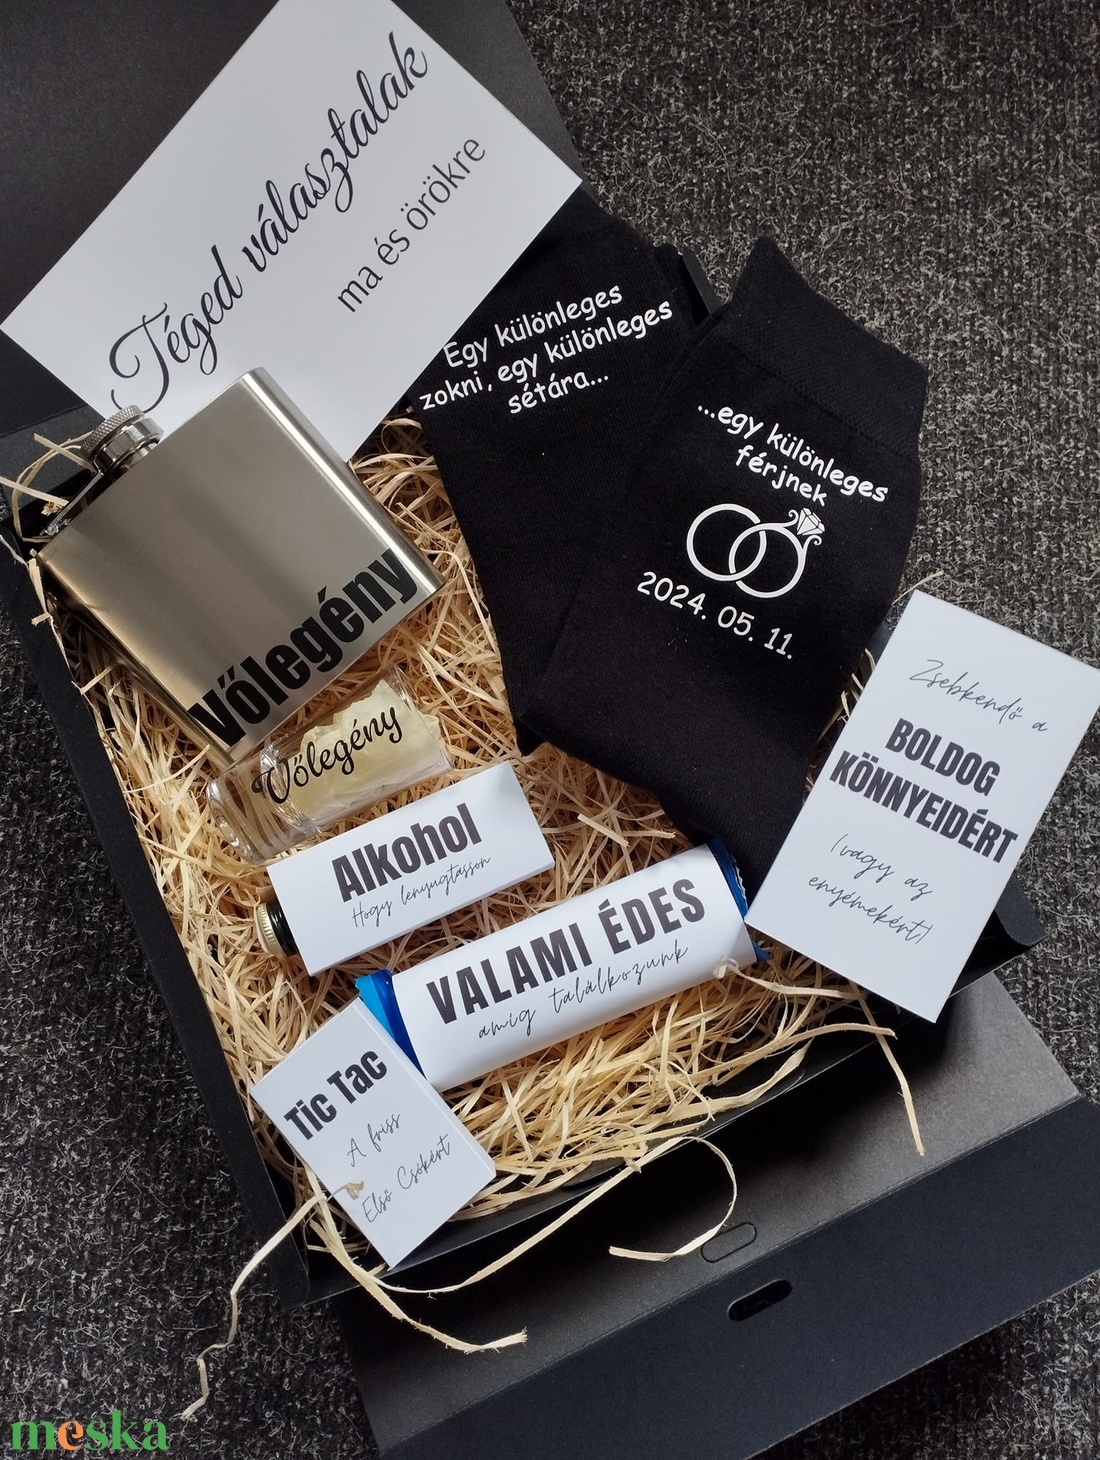 Téged választalak
ma és örökre
Egy különleges
zokni, egy különleges
sétára...
...egy különleges
férjnek
2024. 05. 11.
Vőlegény
Vőlegény
Alkohol
Hogy lenyugtasson
VALAMI ÉDES
amíg találkozunk
Zsebkendő a
BOLDOG
KÖNNYEIDÉRT
(vagy az
enyémekért)
Tic Tac
A friss
Első Csókért
meska